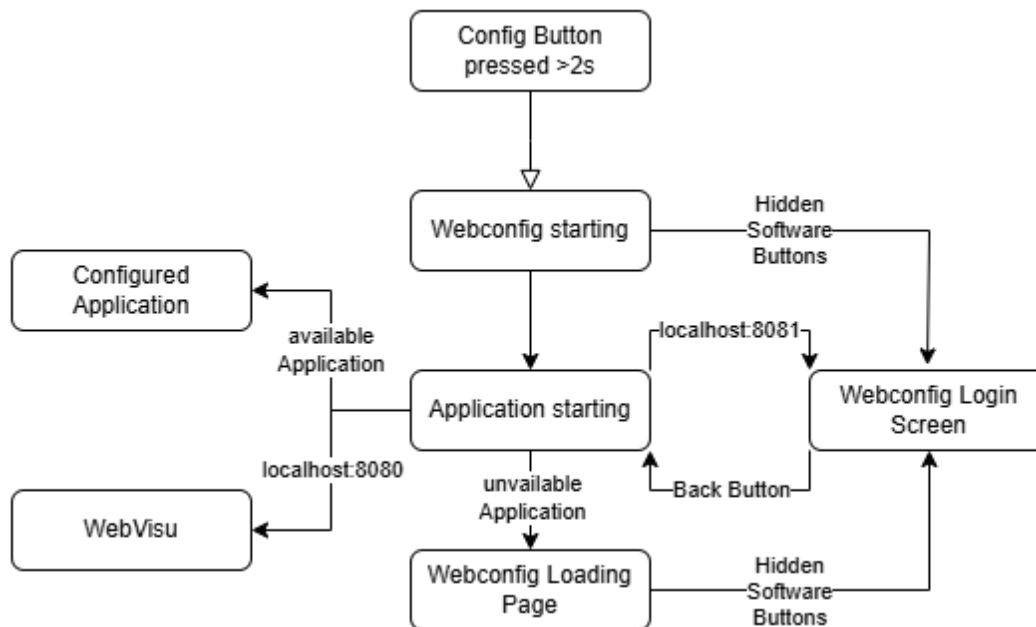 Config Button
pressed >2s
Webconfig starting
Hidden
Software
Buttons
Configured
Application
available
Application
localhost:8081
Application starting
Webconfig Login
Screen
localhost:8080
unvailable
Application
Back Button
WebVisu
Webconfig Loading
Page
Hidden
Software
Buttons